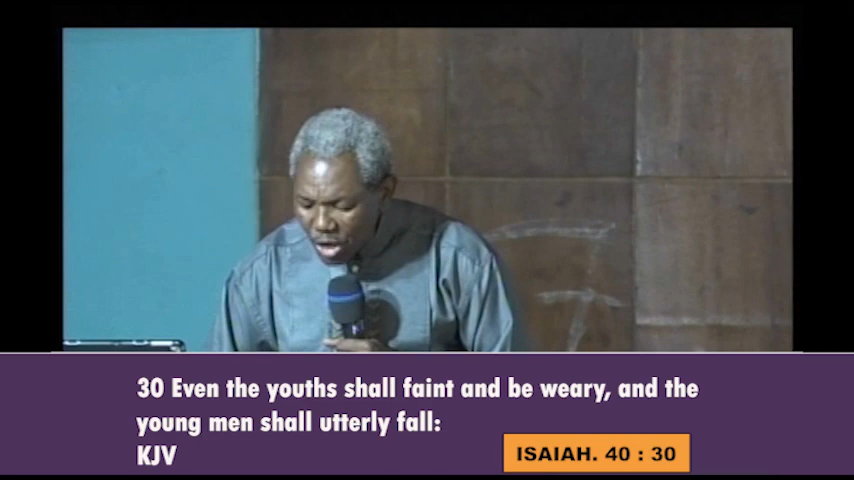 30 Even the youths shall faint and be weary, and the
young men shall utterly fall:
KJV
ISAIAH. 40 : 30